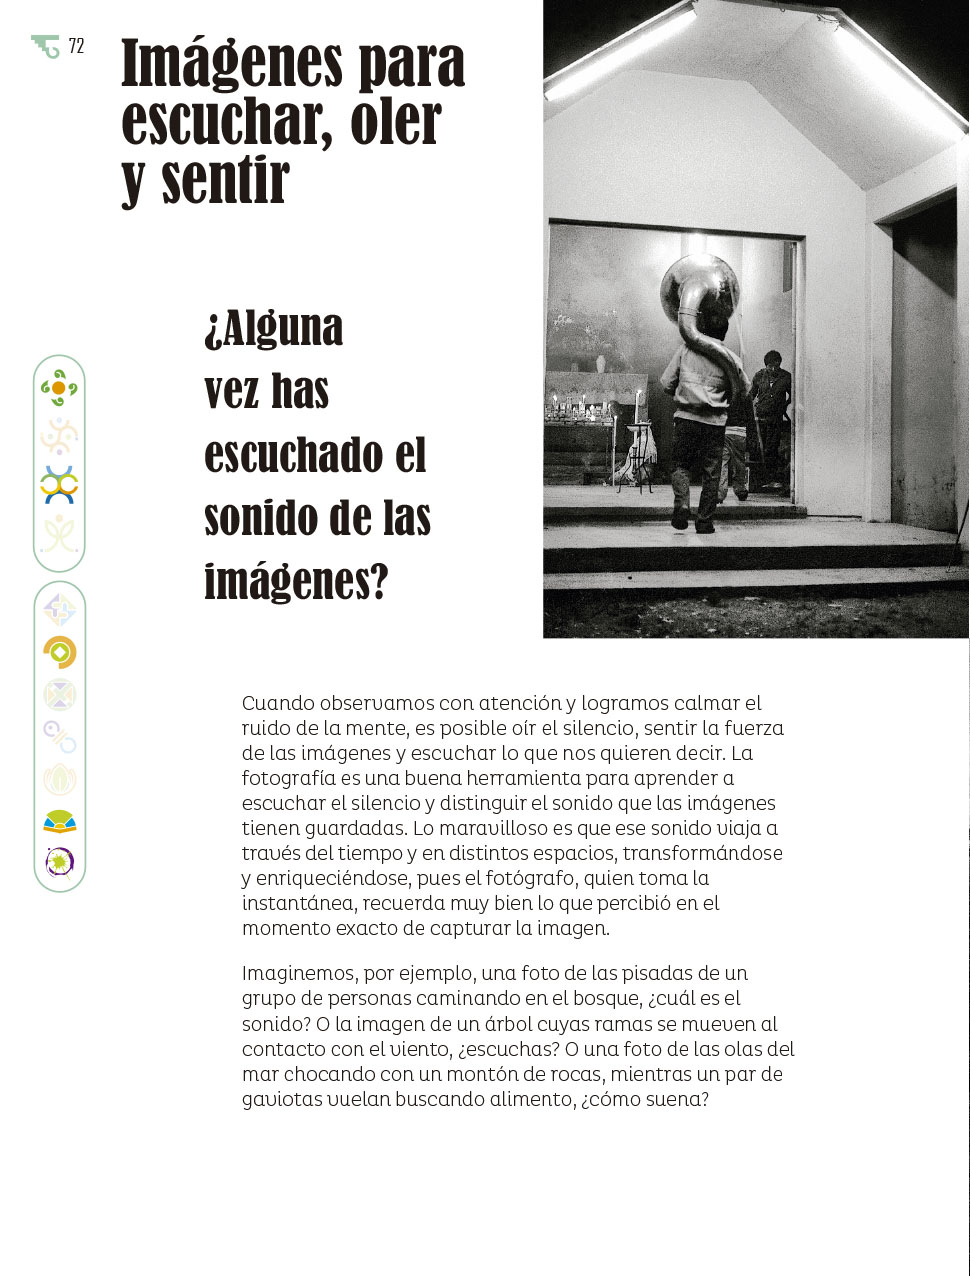 72
Imágenes para
escuchar, oler
y sentir
¿Alguna
vez has
escuchado el
sonido de las
imágenes?
Cuando observamos con atención y logramos calmar el
ruido de la mente, es posible oír el silencio, sentir la fuerza
de las imágenes y escuchar lo que nos quieren decir. La
fotografía es una buena herramienta para aprender a
escuchar el silencio y distinguir el sonido que las imágenes
tienen guardadas. Lo maravilloso es que ese sonido viaja a
través del tiempo y en distintos espacios, transformándose
y enriqueciéndose, pues el fotógrafo, quien toma la
instantánea, recuerda muy bien lo que percibió en el
momento exacto de capturar la imagen.
Imaginemos, por ejemplo, una foto de las pisadas de un
grupo de personas caminando en el bosque, ¿cuál es el
sonido? O la imagen de un árbol cuyas ramas se mueven al
contacto con el viento, ¿escuchas? O una foto de las olas del
mar chocando con un montón de rocas, mientras un par de
gaviotas vuelan buscando alimento, ¿cómo suena?